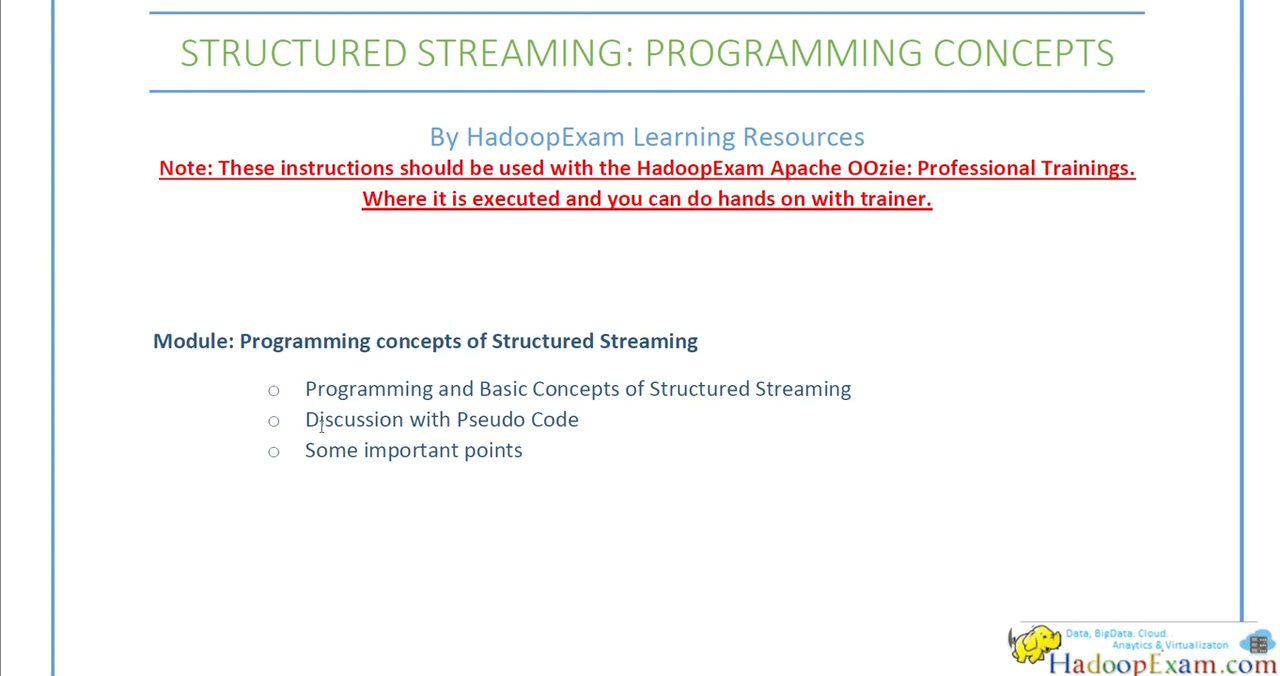 STRUCTURED STREAMING: PROGRAMMING CONCEPTS
By HadoopExam Learning Resources
Note: These instructions should be used with the HadoopExam Apache OOzie: Professional Trainings.
Where it is executed and you can do hands on with trainer.
Module: Programming concepts of Structured Streaming
Programming and Basic Concepts of Structured Streaming
Discussion with Pseudo Code
Some important points
Data, BigData. Cloud.
Anaytics & Virtualizaton
HadoopExam.com